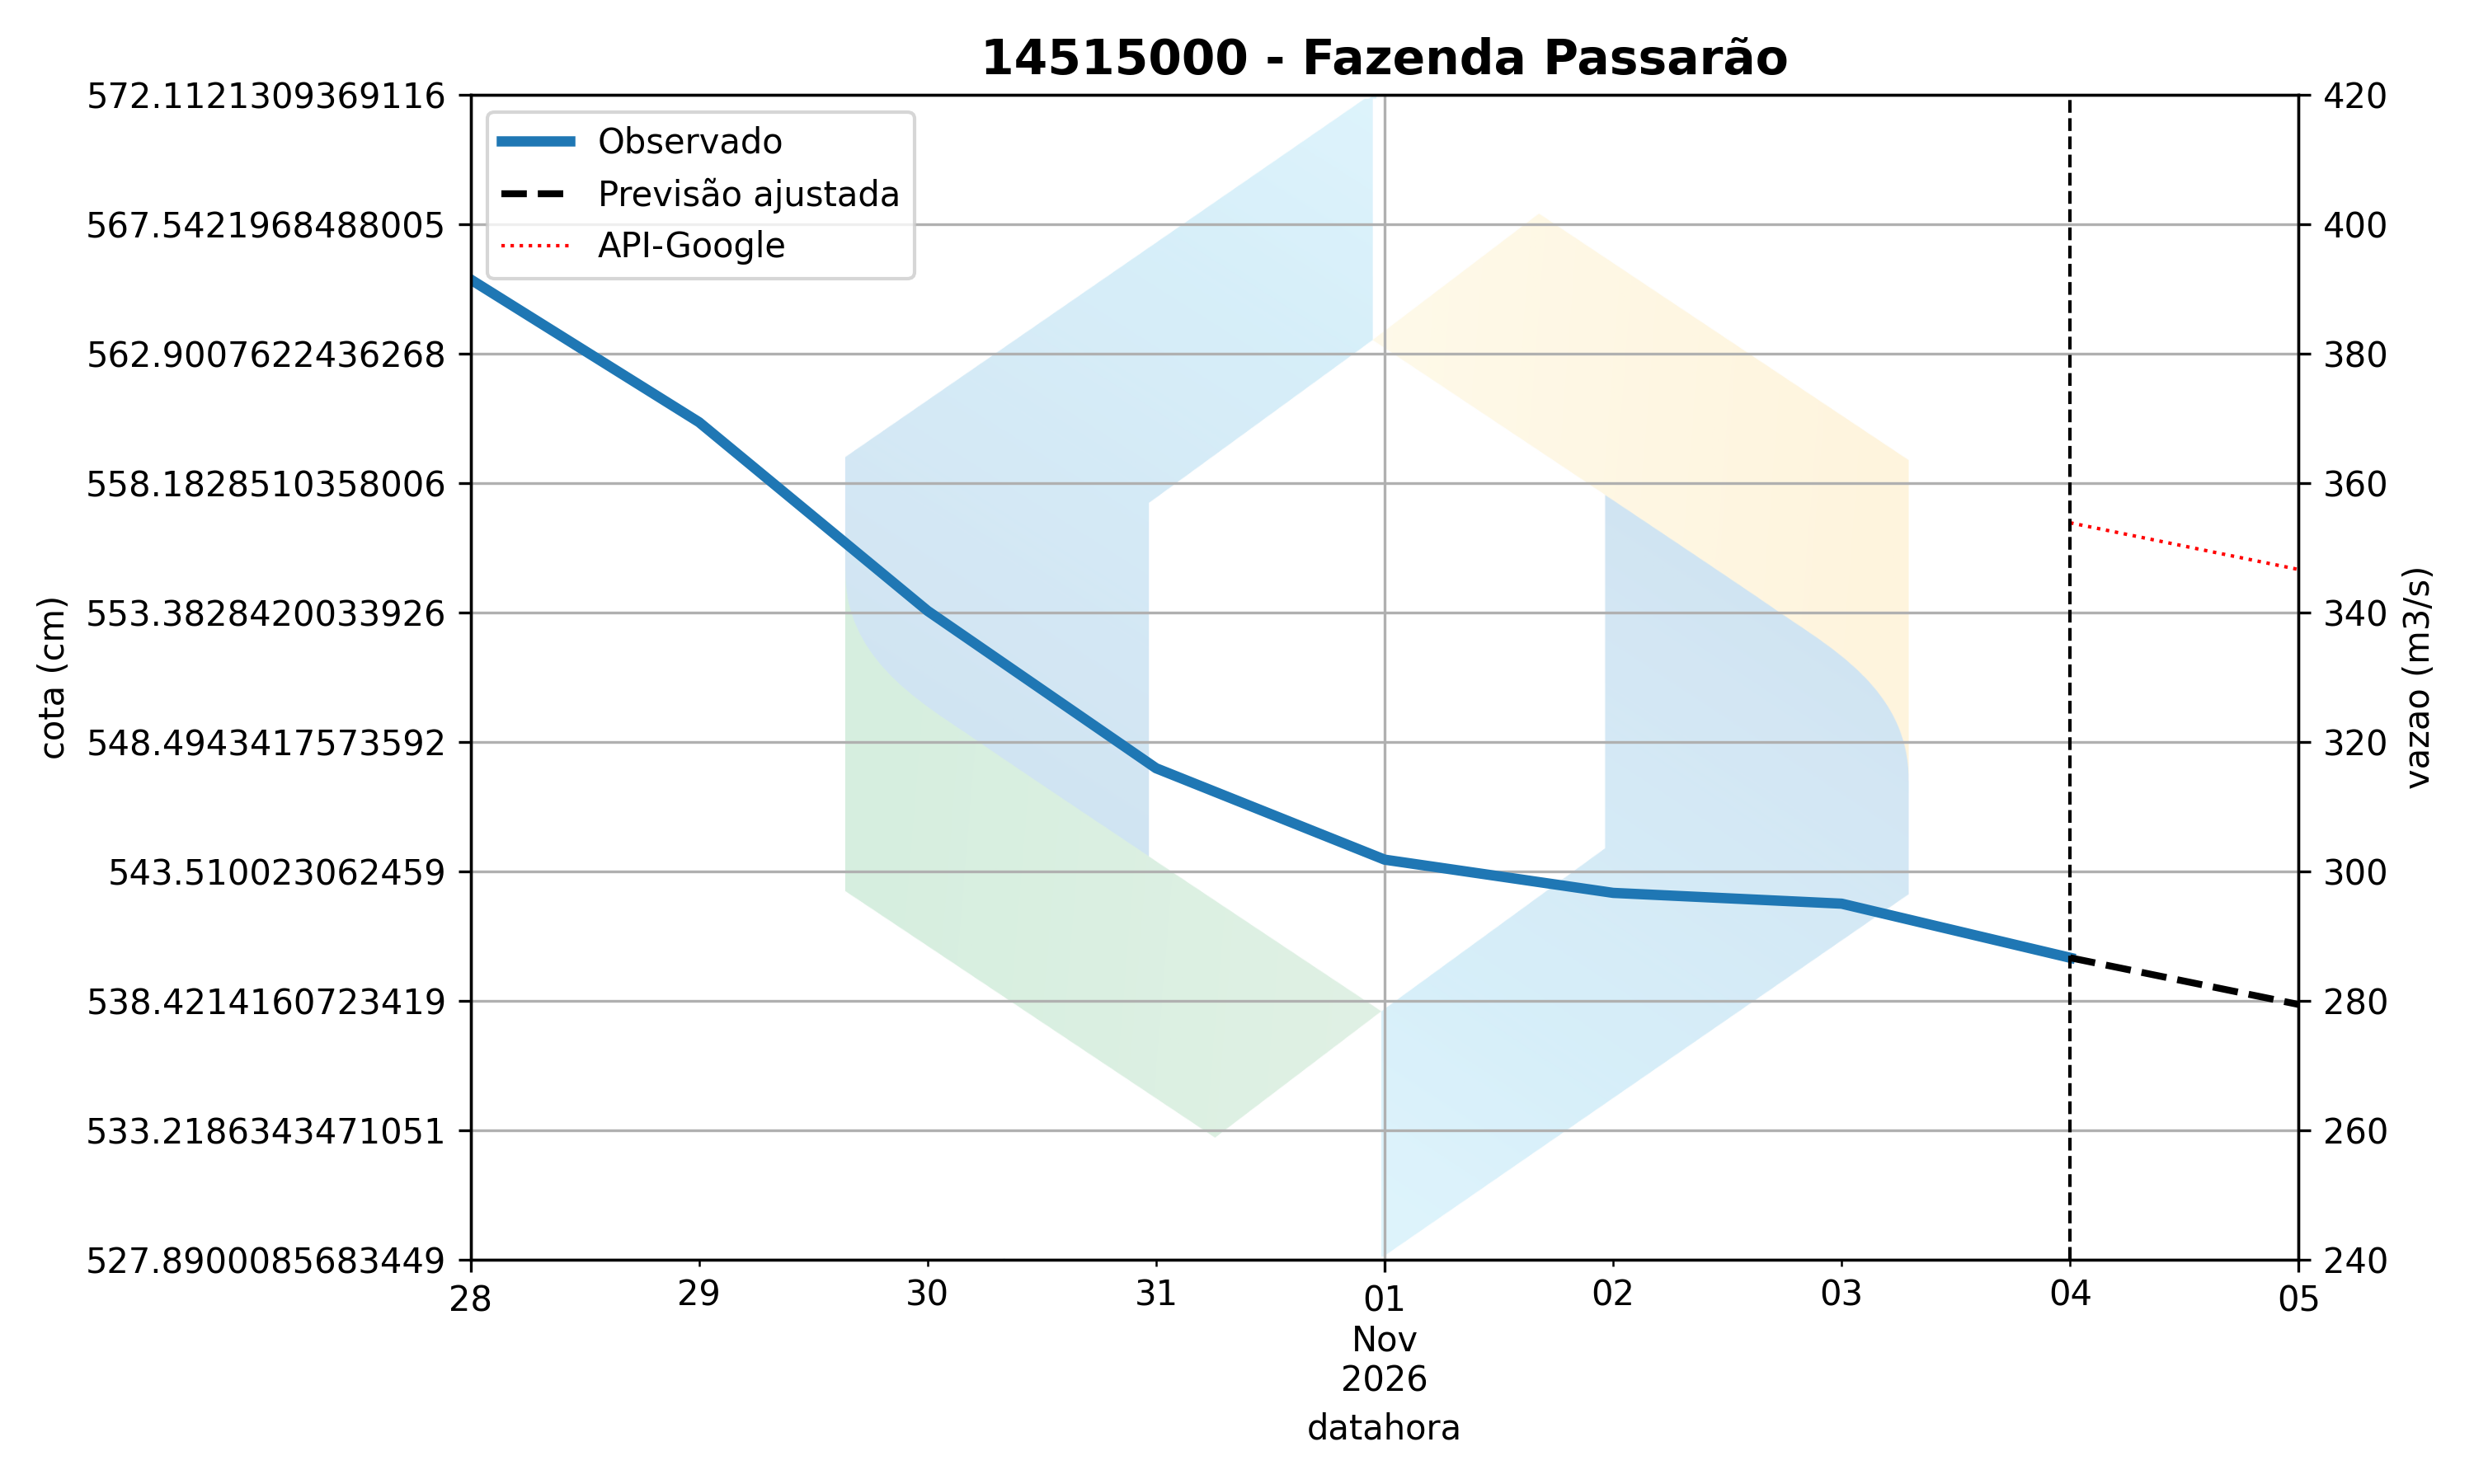 14515000 - Fazenda Passarão
Observado
Previsão ajustada
API-Google
cota (cm)
572.1121309369116
567.5421968488005
562.9007622436268
558.1828510358006
553.3828420033926
548.4943417573592
543.510023062459
538.4214160723419
533.2186343471051
527.8900085683449
420
400
380
360
340
320
300
280
260
240
vazao (m3/s)
28 29 30 31 01 02 03 04 05
Nov
2026
datahora